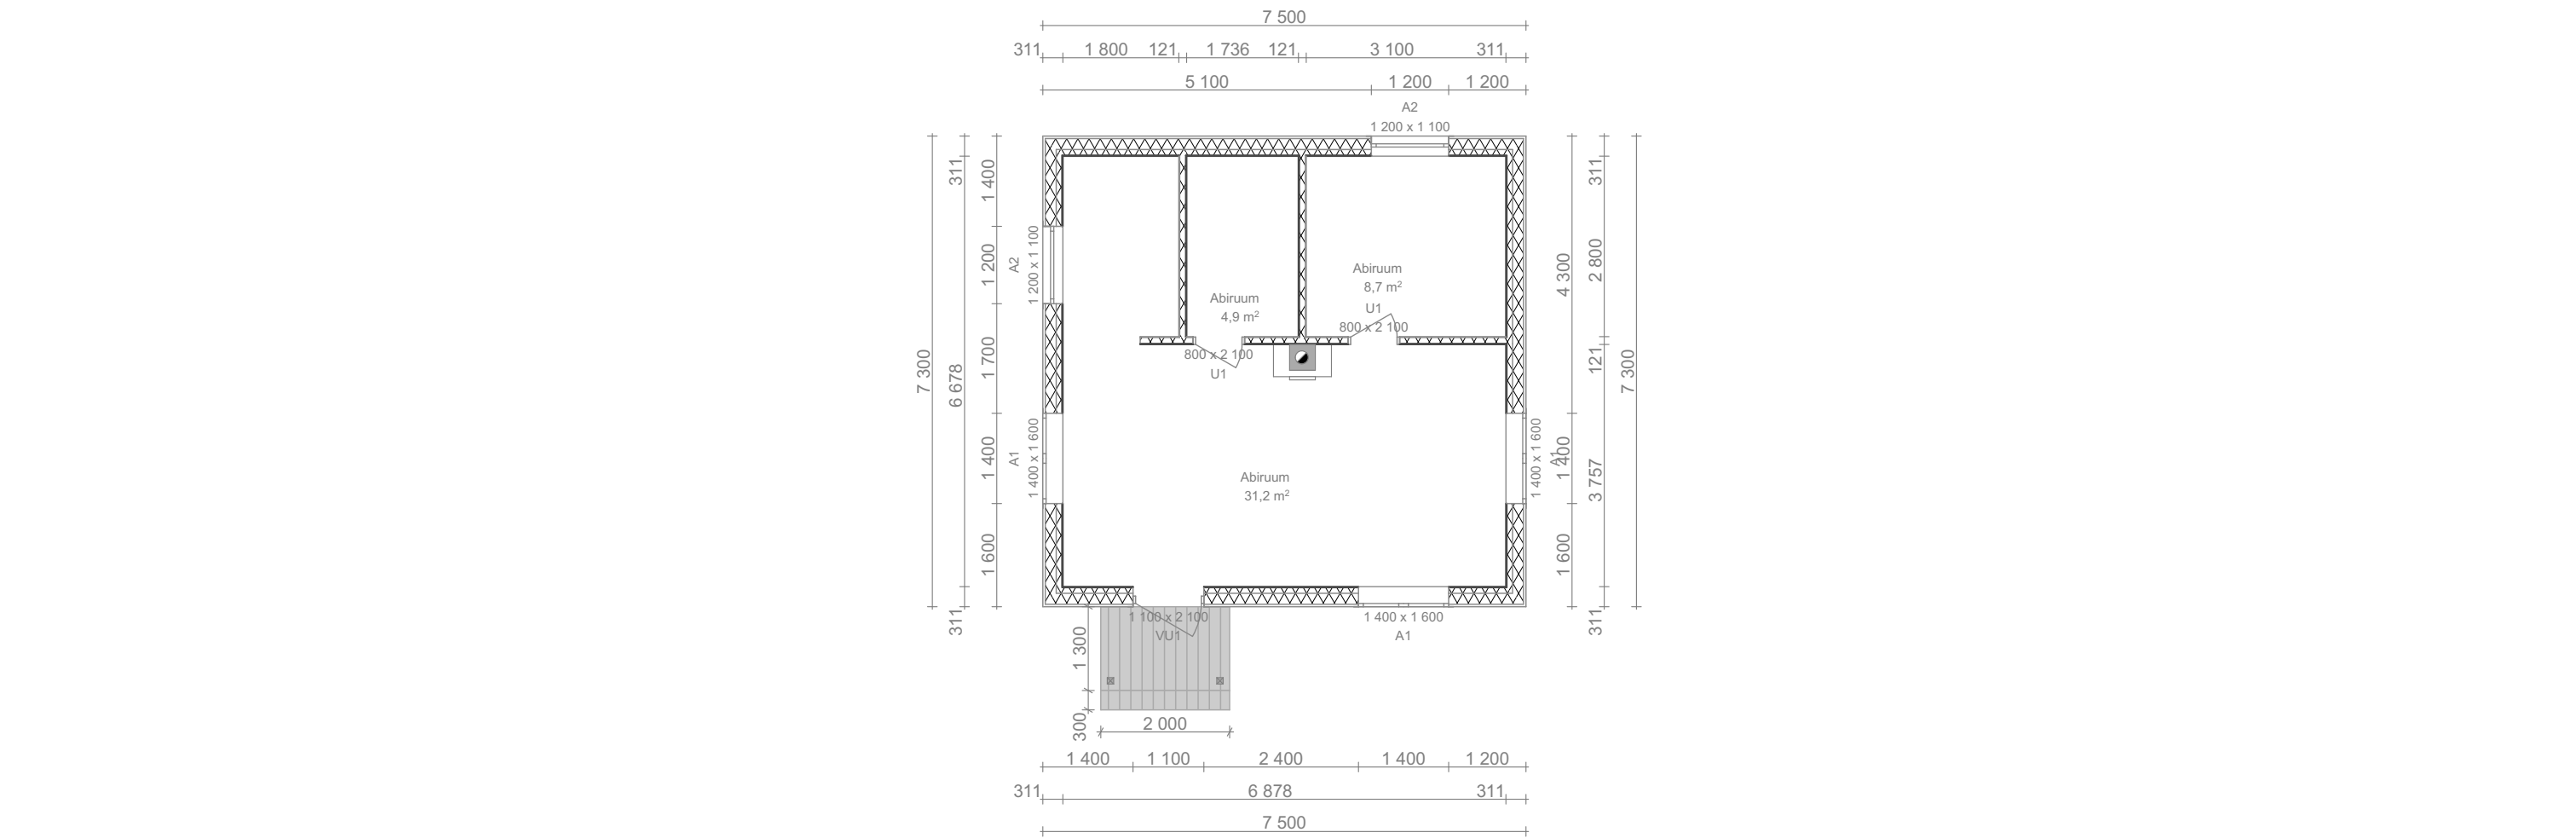 7 500
311 1 800 121 1 736 121 3 100 311
5 100 1 200 1 200
A2
1 200 x 1 100
7 300
311
6 678
311
1 400
1 200
1 700
1 400
1 600
A2
1 200 x 1 100
A1
1 400 x 1 600
Abiruum
4,9 m²
800 x 2 100
U1
Abiruum
8,7 m²
U1
800 x 2 100
Abiruum
31,2 m²
1 400 x 1 600
A1
4 300
1 400
1 600
311
2 800
121
3 757
311
7 300
1 100 x 2 100
VU1
1 400 x 1 600
A1
1 300
300
2 000
1 400 1 100 2 400 1 400 1 200
311 6 878 311
7 500